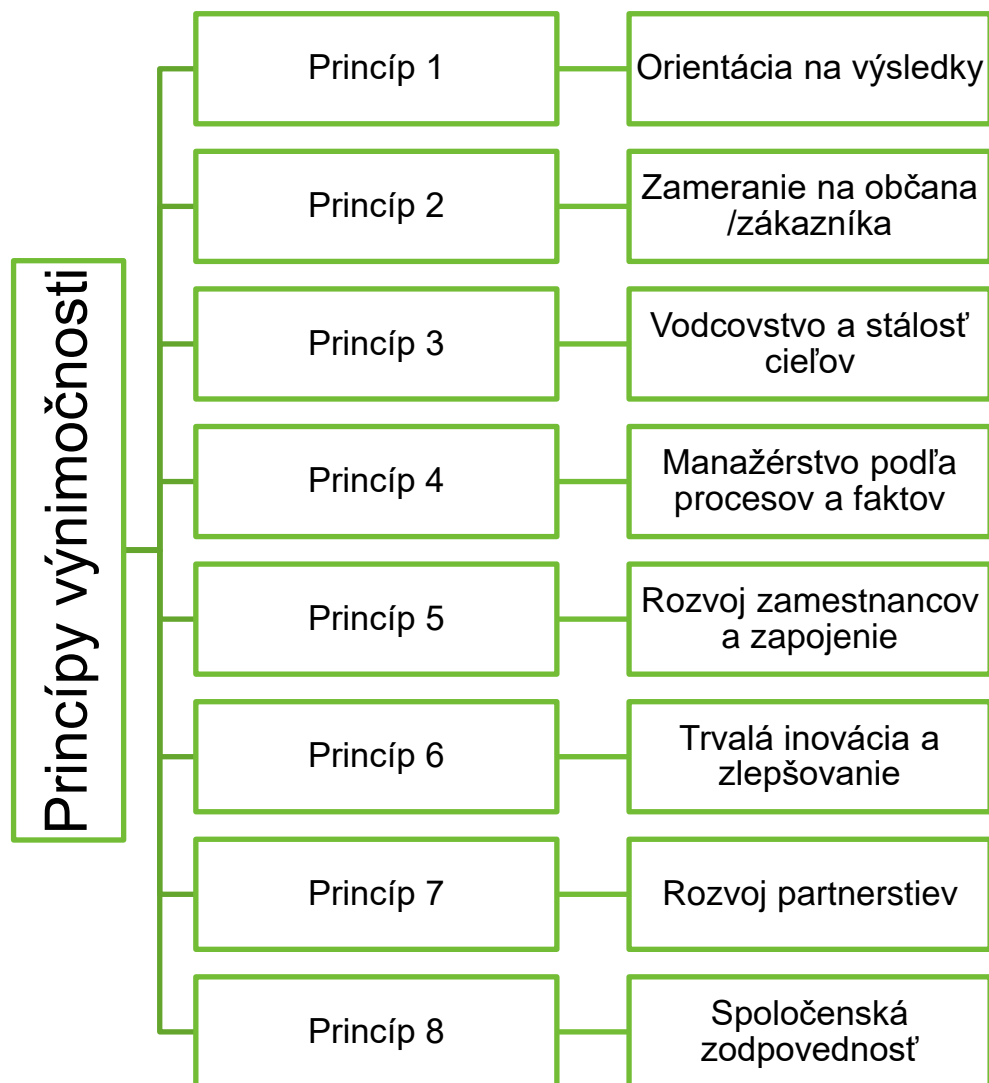 Princípy výnimočnosti
Princíp 1
Orientácia na výsledky
Princíp 2
Zameranie na občana
/zákazníka
Princíp 3
Vodcovstvo a stálosť
cieľov
Princíp 4
Manažérstvo podľa
procesov a faktov
Princíp 5
Rozvoj zamestnancov
a zapojenie
Princíp 6
Trvalá inovácia a
zlepšovanie
Princíp 7
Rozvoj partnerstiev
Princíp 8
Spoločenská
zodpovednosť